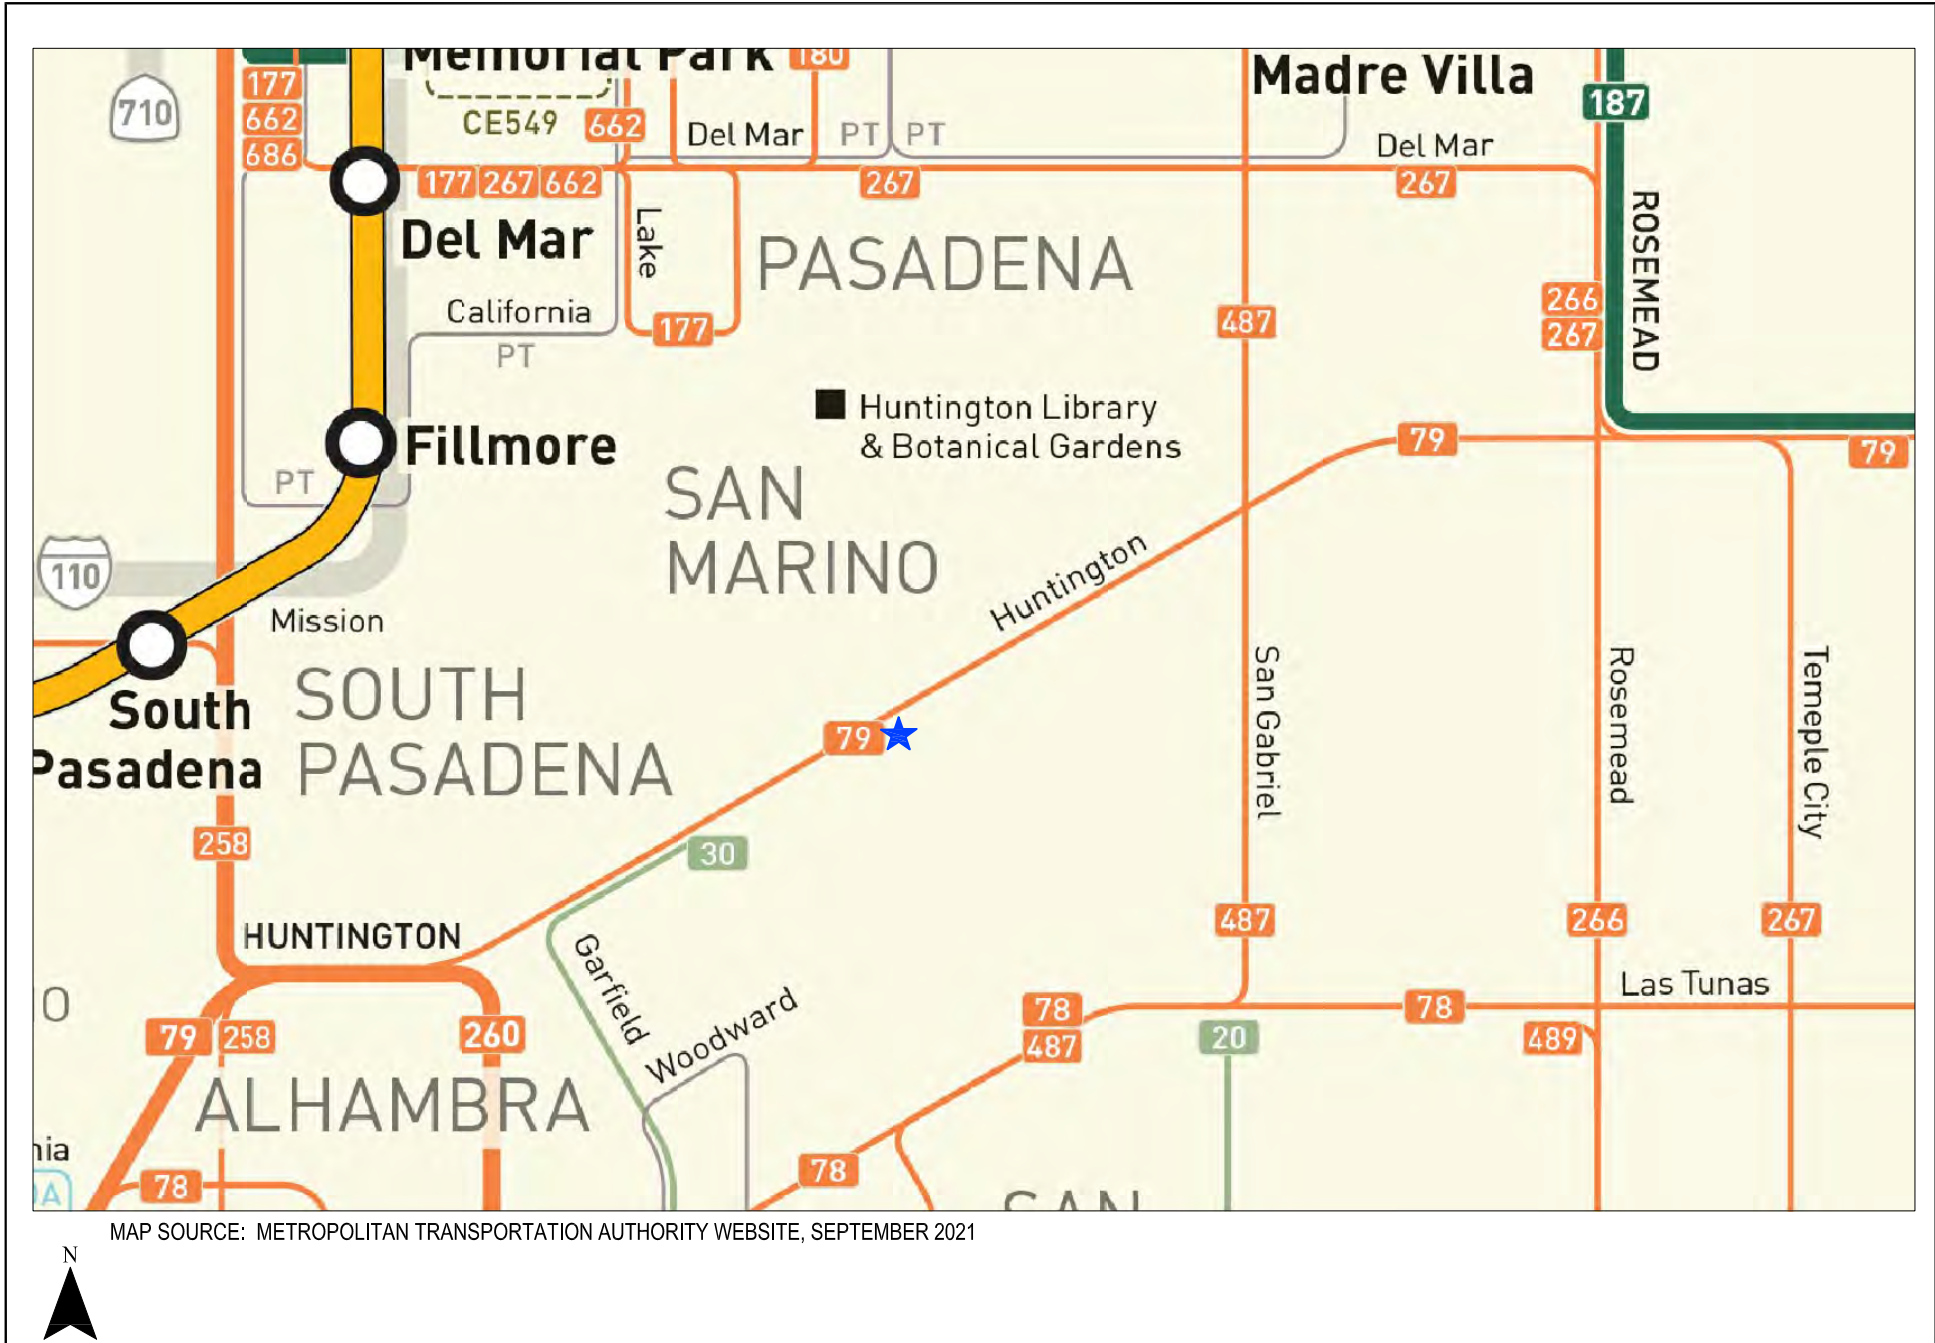 Memorial Park
180
Madre Villa
177
710
187
CE549
662
662
Del Mar
PT
PT
Del Mar
686
177 267 662
267
267
Del Mar
Lake
PASADENA
ROSEMEAD
California
177
487
266
267
PT
Huntington Library
& Botanical Gardens
79
79
Fillmore
PT
SAN
MARINO
110
Huntington
Mission
South
Pasadena
SOUTH
PASADENA
San Gabriel
Rosemead
Temeple City
79
258
30
487
266
267
HUNTINGTON
Garfield
Woodward
Las Tunas
78
487
78
79
258
260
20
489
ALHAMBRA
78
78
SAN
MAP SOURCE: METROPOLITAN TRANSPORTATION AUTHORITY WEBSITE, SEPTEMBER 2021
N